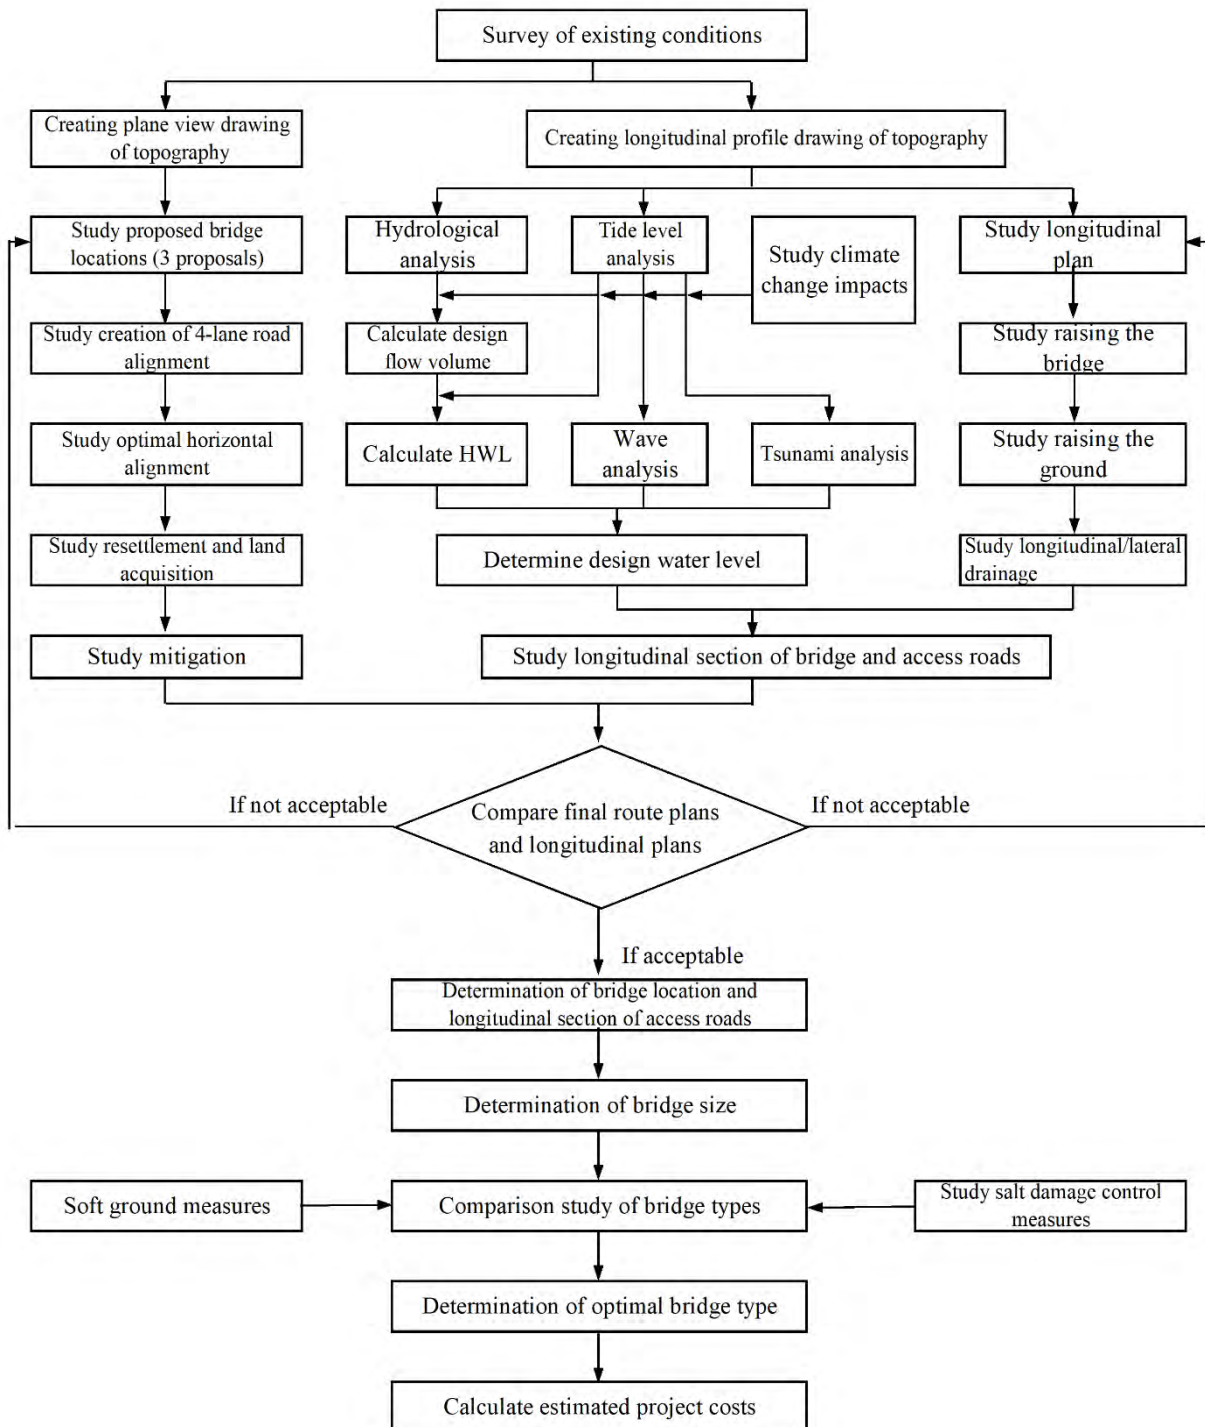 Survey of existing conditions
Creating plane view drawing
of topography
Creating longitudinal profile drawing of topography
Study proposed bridge
locations (3 proposals)
Hydrological
analysis
Tide level
analysis
Study climate
change impacts
Study longitudinal
plan
Study creation of 4-lane road
alignment
Calculate design
flow volume
Study raising the
bridge
Study optimal horizontal
alignment
Calculate HWL
Wave
analysis
Tsunami analysis
Study raising the
ground
Study resettlement and land
acquisition
Determine design water level
Study longitudinal/lateral
drainage
Study mitigation
Study longitudinal section of bridge and access roads
If not acceptable
Compare final route plans
and longitudinal plans
If not acceptable
If acceptable
Determination of bridge location and
longitudinal section of access roads
Determination of bridge size
Soft ground measures
Comparison study of bridge types
Study salt damage control
measures
Determination of optimal bridge type
Calculate estimated project costs